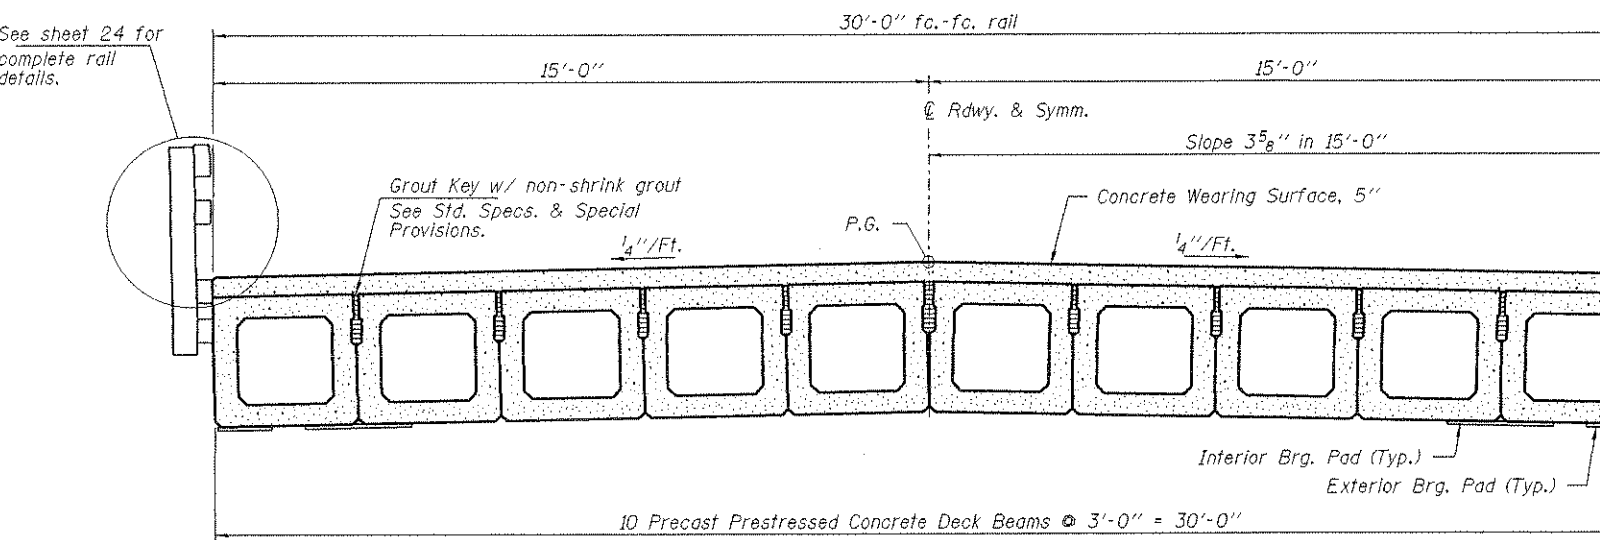 30'-0" fc.-fc. rail
See sheet 24 for
complete rail
details.
15'-0"
15'-0"
℄ Rdwy. & Symm.
Slope 3 5/8" in 15'-0"
Grout Key w/ non-shrink grout
See Std. Specs. & Special
Provisions.
Concrete Wearing Surface, 5"
P.G.
1/4"/Ft.
1/4"/Ft.
Interior Brg. Pad (Typ.)
Exterior Brg. Pad (Typ.)
10 Precast Prestressed Concrete Deck Beams @ 3'-0" = 30'-0"